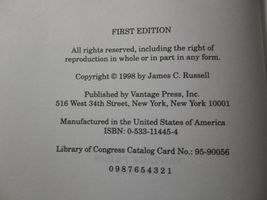 FIRST EDITION
All rights reserved, including the right of
reproduction in whole or in part in any form.
Copyright © 1998 by James C. Russell
Published by Vantage Press, Inc.
516 West 34th Street, New York, New York 10001
Manufactured in the United States of America
ISBN: 0-533-11445-4
Library of Congress Catalog Card No.: 95-90056
0 9 8 7 6 5 4 3 2 1